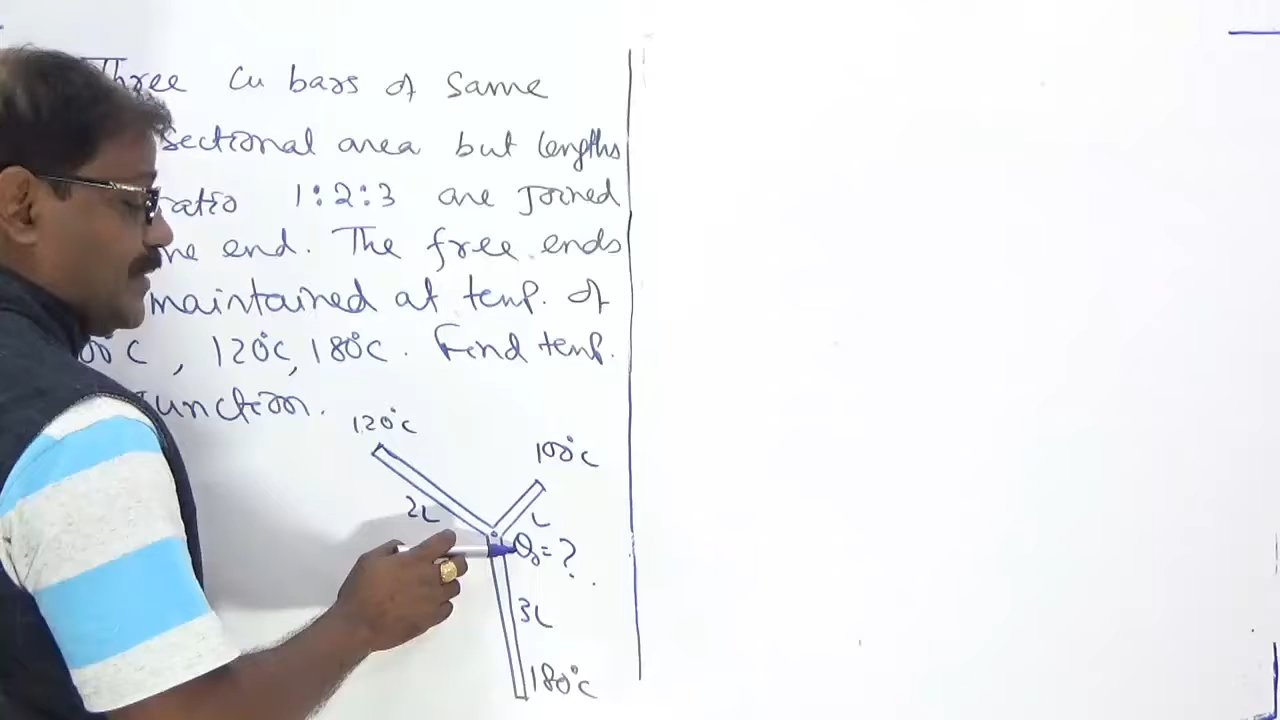 Three Cu bars of Same
sectional area but lengths
ratio 1:2:3 are Joined
end. The free ends
maintained at temp. of
00°C, 120°C, 180°C. Find temp.
Junction.
120°C
100°C
2L
L
θ₀=?
3L
180°C